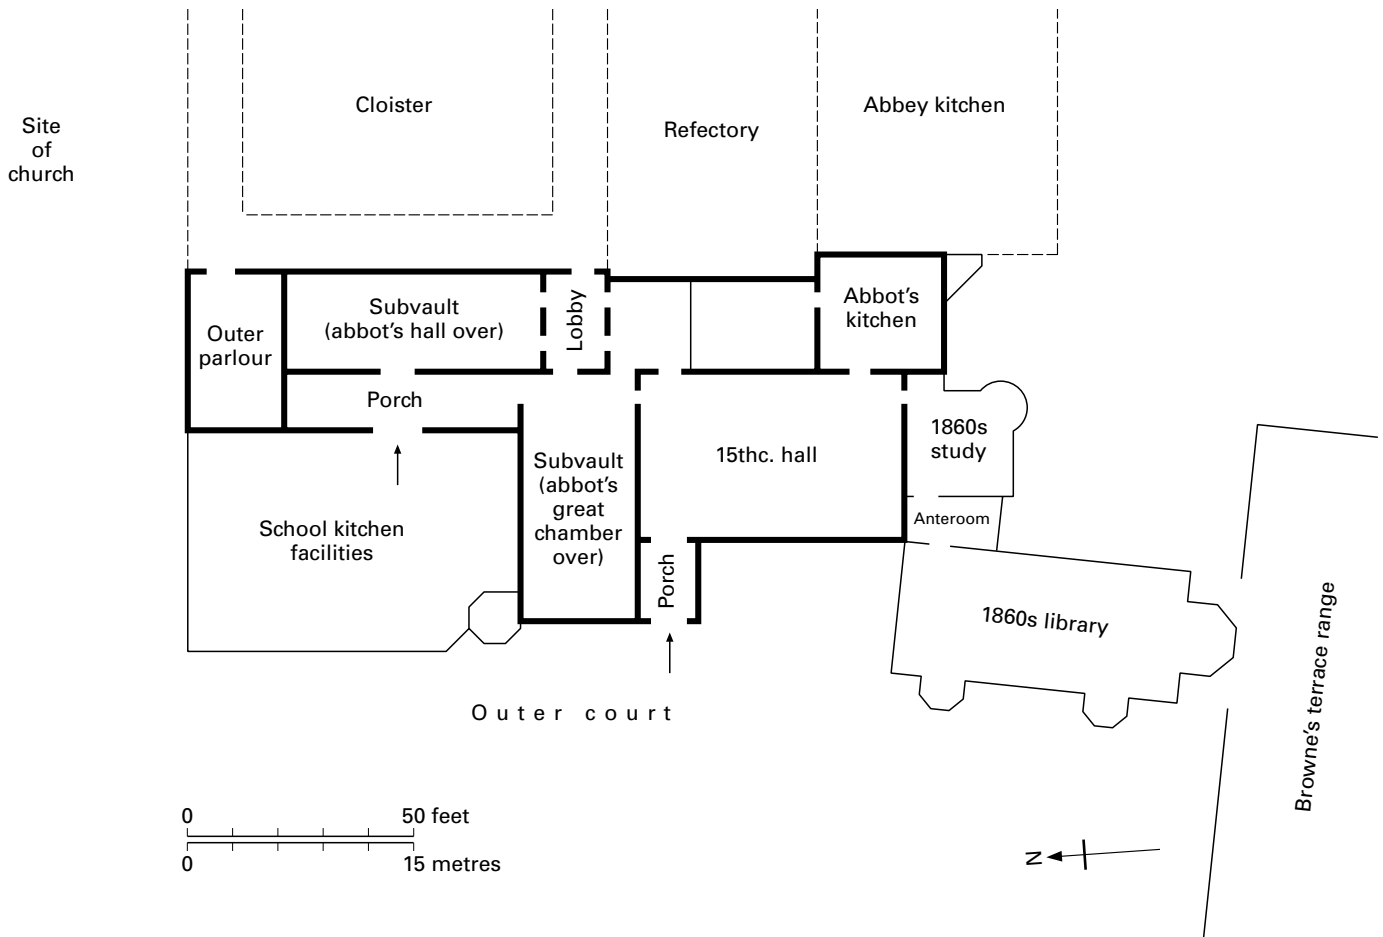 Cloister
Refectory
Abbey kitchen
Site
of
church
Outer
parlour
Subvault
(abbot's hall over)
Lobby
Abbot's
kitchen
Porch
School kitchen
facilities
Subvault
(abbot's
great
chamber
over)
15thc. hall
1860s
study
Anteroom
Porch
1860s library
Browne's terrace range
Outer court
0 50 feet
0 15 metres
N